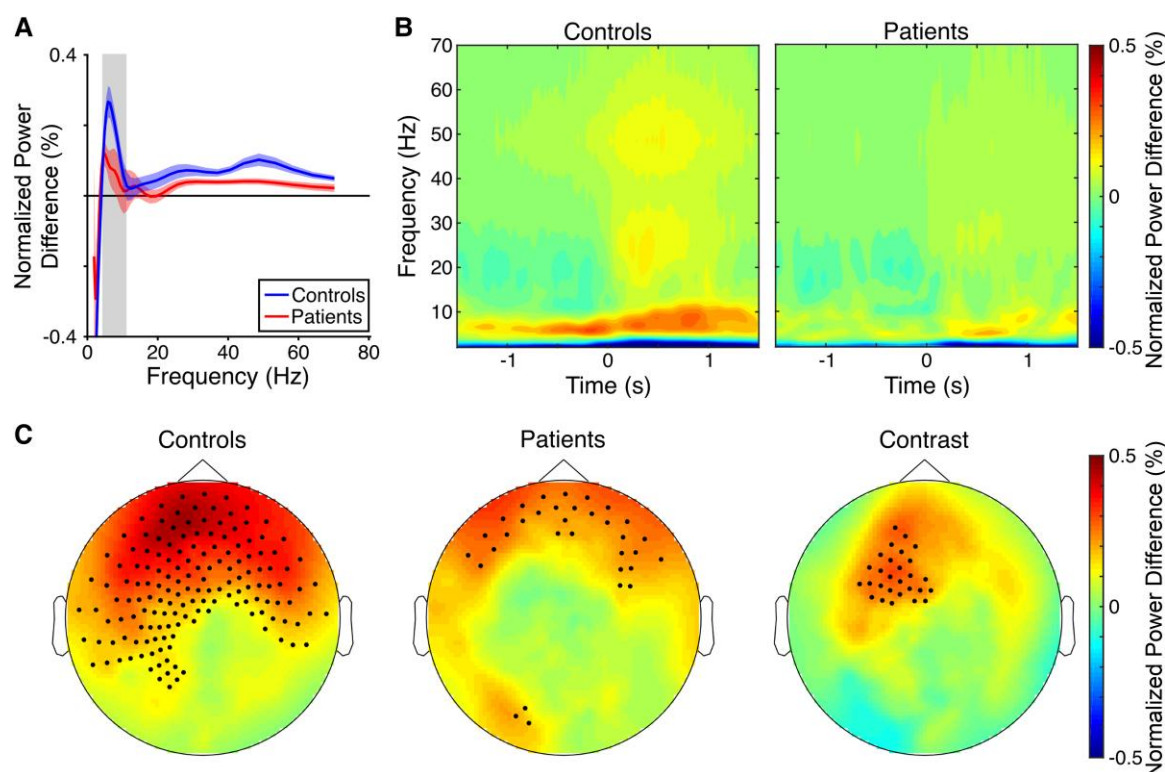 A
0.4
Normalized Power
Difference (%)
-0.4
0
20
40
60
80
Frequency (Hz)
Controls
Patients
B
Controls
Patients
70
60
50
40
30
20
10
Frequency (Hz)
-1
0
1
Time (s)
-1
0
1
Time (s)
0.5
0
-0.5
Normalized Power Difference (%)
C
Controls
Patients
Contrast
0.5
0
-0.5
Normalized Power Difference (%)